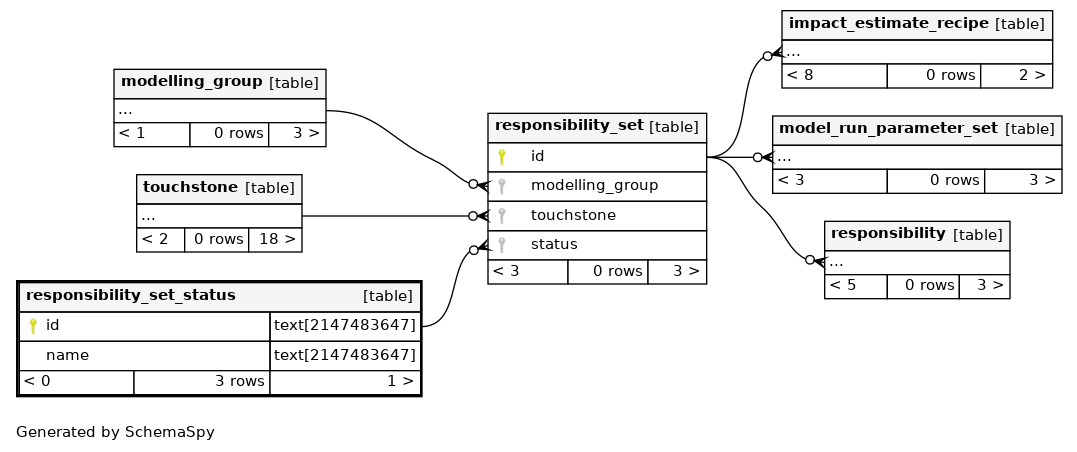 modelling_group [table]
...
< 1 0 rows 3 >
touchstone [table]
...
< 2 0 rows 18 >
responsibility_set_status [table]
id text[2147483647]
name text[2147483647]
< 0 3 rows 1 >
responsibility_set [table]
id
modelling_group
touchstone
status
< 3 0 rows 3 >
impact_estimate_recipe [table]
...
< 8 0 rows 2 >
model_run_parameter_set [table]
...
< 3 0 rows 3 >
responsibility [table]
...
< 5 0 rows 3 >
Generated by SchemaSpy